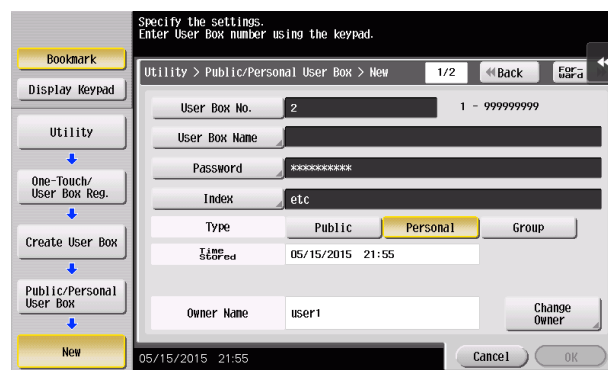 Specify the settings.
Enter User Box number using the keypad.
Bookmark
Display Keypad
Utility
One-Touch/
User Box Reg.
Create User Box
Public/Personal
User Box
New
Utility > Public/Personal User Box > New
1/2
Back
For-
ward
User Box No.
2
1 - 999999999
User Box Name
Password
**********
Index
etc
Type
Public
Personal
Group
Time
Stored
05/15/2015 21:55
Owner Name
user1
Change
Owner
05/15/2015 21:55
Cancel
OK